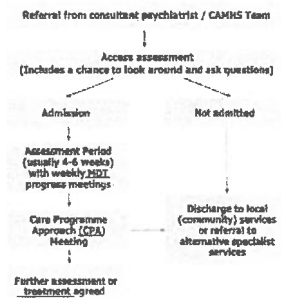 Referral from consultant psychiatrist / CAMHS Team
Access assessment
(Includes a chance to look around and ask questions)
Admission
Not admitted
Assessment Period
(usually 4-6 weeks)
with weekly MDT
progress meetings
Care Programme
Approach (CPA)
Meeting
Discharge to local
(community) services
or referral to
alternative specialist
services
Further assessment or
treatment agreed